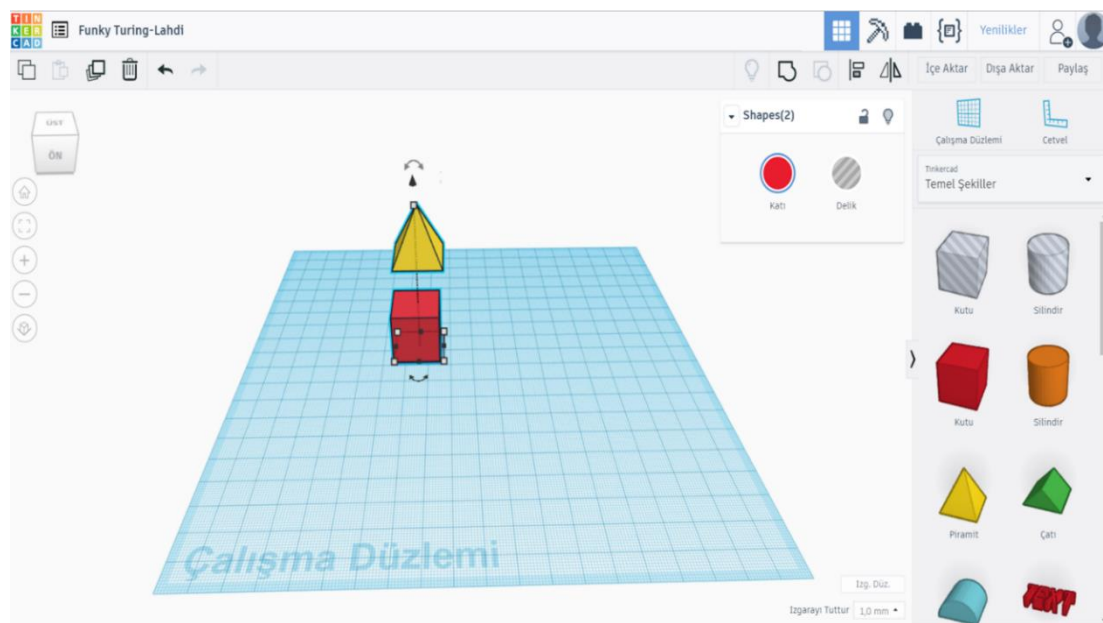 TIN
KER
CAD
Funky Turing-Lahdi
Yenilikler
İçe Aktar
Dışa Aktar
Paylaş
ÜST
ÖN
Shapes(2)
Katı
Delik
Çalışma Düzlemi
Cetvel
Tinkercad
Temel Şekiller
Kutu
Silindir
Kutu
Silindir
Piramit
Çatı
TEXT
Çalışma Düzlemi
Izg. Düz.
Izgarayı Tuttur
1,0 mm